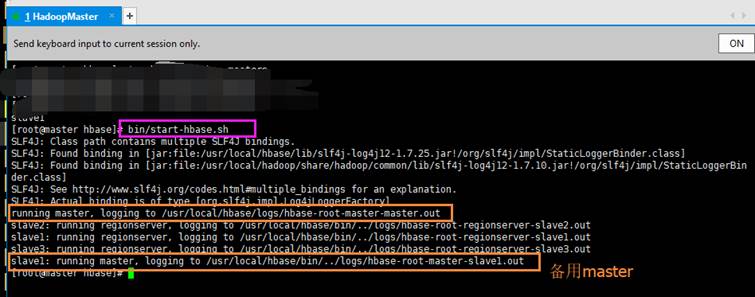 1 HadoopMaster
Send keyboard input to current session only.
ON
slave1
[root@master hbase]# bin/start-hbase.sh
SLF4J: Class path contains multiple SLF4J bindings.
SLF4J: Found binding in [jar:file:/usr/local/hbase/lib/slf4j-log4j12-1.7.25.jar!/org/slf4j/impl/StaticLoggerBinder.class]
SLF4J: Found binding in [jar:file:/usr/local/hadoop/share/hadoop/common/lib/slf4j-log4j12-1.7.10.jar!/org/slf4j/impl/StaticLoggerBin
der.class]
SLF4J: See http://www.slf4j.org/codes.html#multiple_bindings for an explanation.
SLF4J: Actual binding is of type [org.slf4j.impl.Log4jLoggerFactory]
running master, logging to /usr/local/hbase/logs/hbase-root-master-master.out
slave2: running regionserver, logging to /usr/local/hbase/bin/../logs/hbase-root-regionserver-slave2.out
slave1: running regionserver, logging to /usr/local/hbase/bin/../logs/hbase-root-regionserver-slave1.out
slave3: running regionserver, logging to /usr/local/hbase/bin/../logs/hbase-root-regionserver-slave3.out
slave1: running master, logging to /usr/local/hbase/bin/../logs/hbase-root-master-slave1.out
备用master
[root@master hbase]#